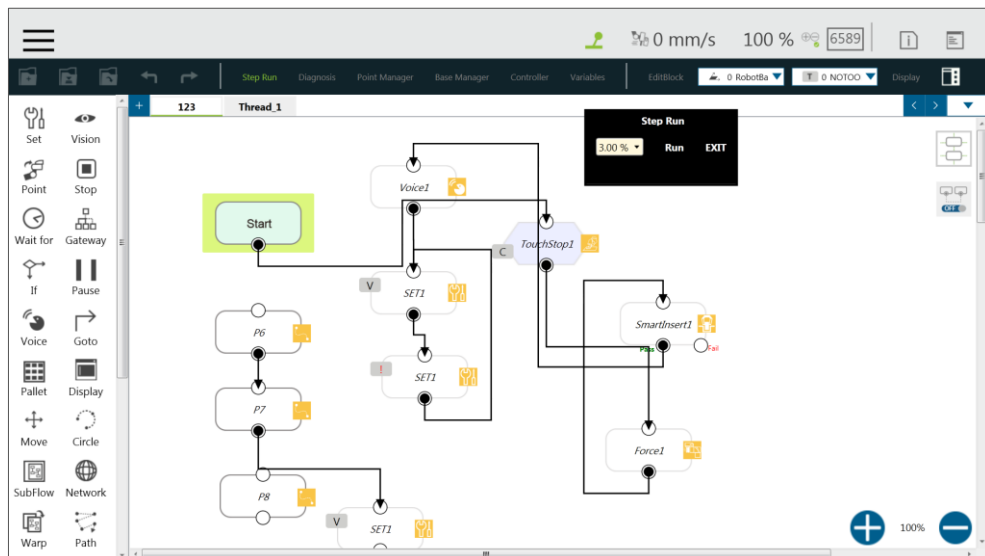 0 mm/s 100 % 6589
Step Run Diagnosis Point Manager Base Manager Controller Variables EditBlock 0 RobotBa T 0 NOTOO Display
+ 123 Thread_1
Set Vision
Point Stop
Wait for Gateway
If Pause
Voice Goto
Pallet Display
Move Circle
SubFlow Network
Warp Path
Step Run
3.00 % Run EXIT
OFF
Voice1
Start
TouchStop1
C
V
SET1
SmartInsert1
Pass
Fail
P6
!
SET1
P7
Force1
P8
V
SET1
100%